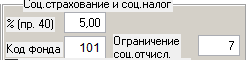 Соц.страхование и соц.налог
% (пр. 40) 5,00
Код фонда 101 Ограничение соц.отчисл. 7